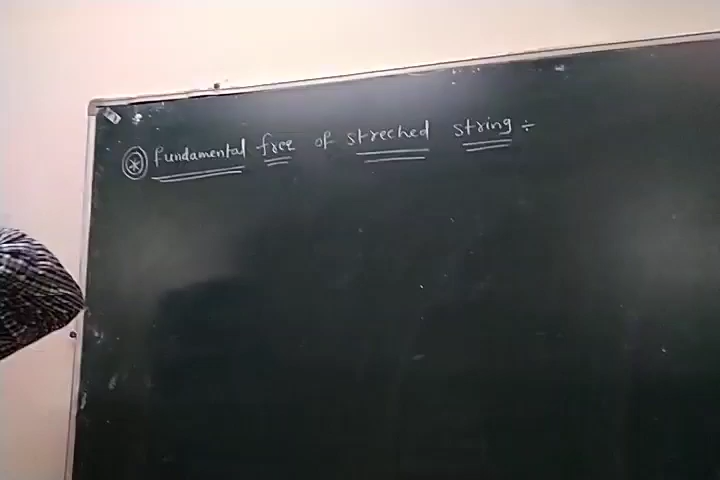 * Fundamental freq of streched string ÷